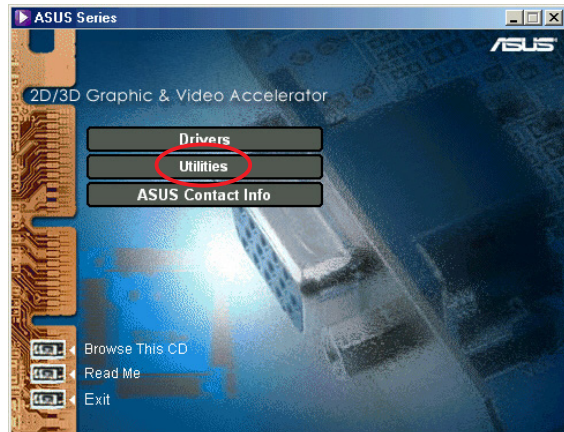 ASUS Series
ASUS
2D/3D Graphic & Video Accelerator
Drivers
Utilities
ASUS Contact Info
Browse This CD
Read Me
Exit